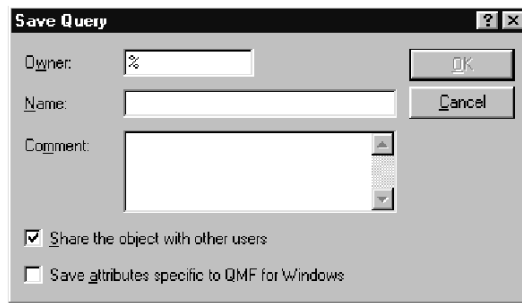 Save Query
Owner: %
OK
Name:
Cancel
Comment:
Share the object with other users
Save attributes specific to QMF for Windows